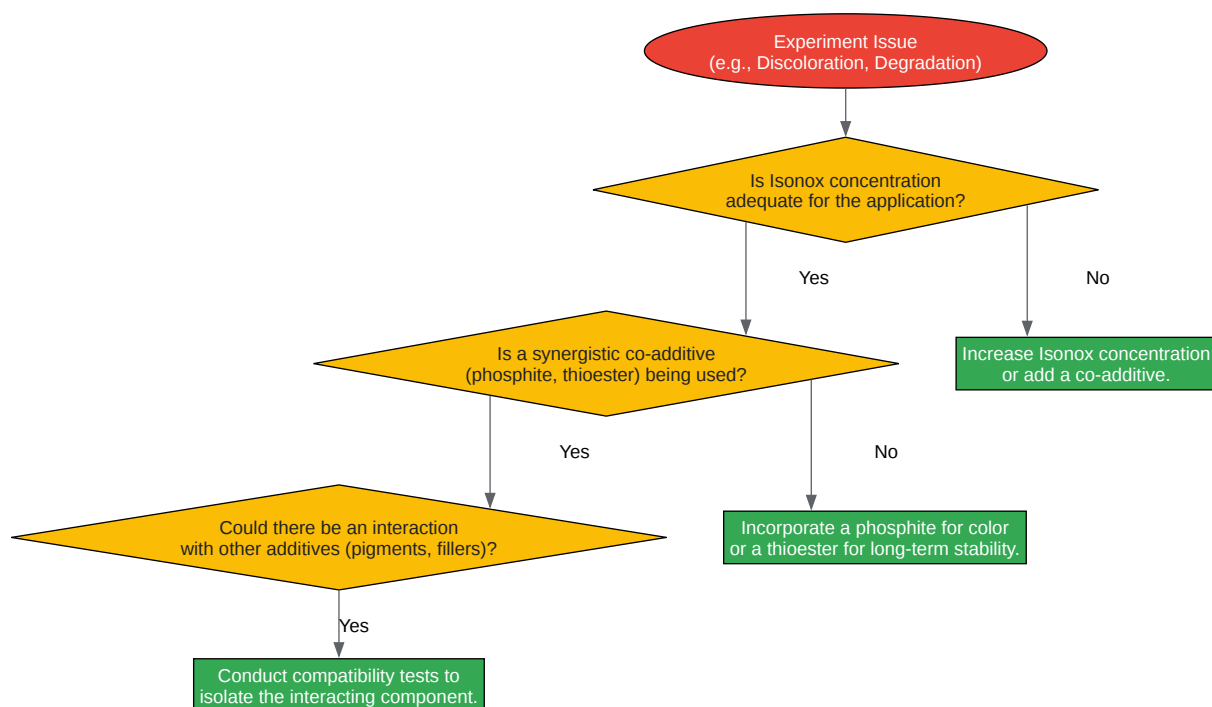 Experiment Issue
(e.g., Discoloration, Degradation)
Is Isonox concentration
adequate for the application?
Yes
No
Is a synergistic co-additive
(phosphite, thioester) being used?
Increase Isonox concentration
or add a co-additive.
Yes
No
Could there be an interaction
with other additives (pigments, fillers)?
Incorporate a phosphite for color
or a thioester for long-term stability.
Yes
Conduct compatibility tests to
isolate the interacting component.